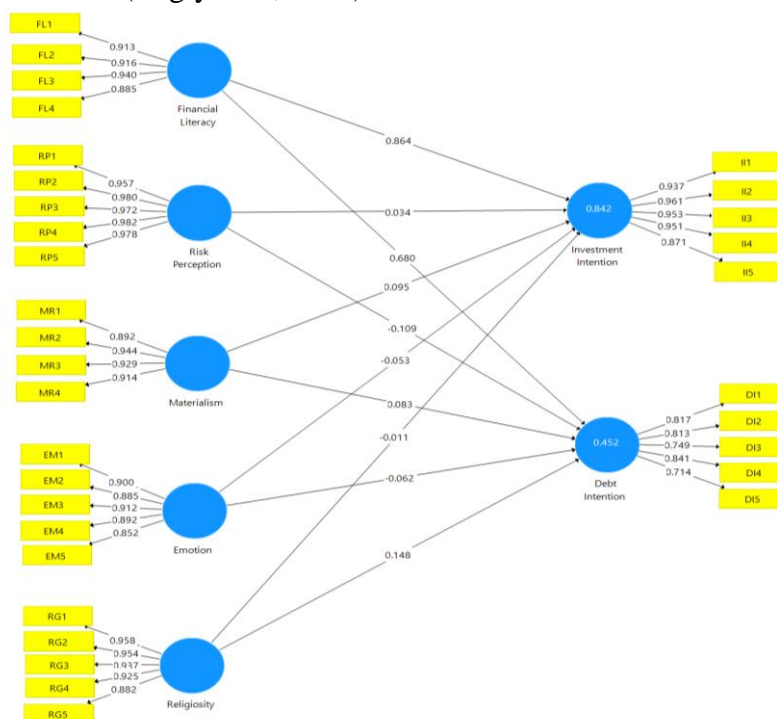 FL1
FL2
FL3
FL4
0.913
0.916
0.940
0.885
Financial
Literacy
RP1
RP2
RP3
RP4
RP5
0.957
0.980
0.972
0.982
0.978
Risk
Perception
MR1
MR2
MR3
MR4
0.892
0.944
0.929
0.914
Materialism
EM1
EM2
EM3
EM4
EM5
0.900
0.885
0.912
0.892
0.852
Emotion
RG1
RG2
RG3
RG4
RG5
0.958
0.954
0.937
0.925
0.882
Religiosity
0.864
0.034
0.680
0.095
-0.109
-0.053
0.083
-0.011
-0.062
0.148
0.842
Investment
Intention
0.937
0.961
0.953
0.951
0.871
II1
II2
II3
II4
II5
0.452
Debt
Intention
0.817
0.813
0.749
0.841
0.714
DI1
DI2
DI3
DI4
DI5